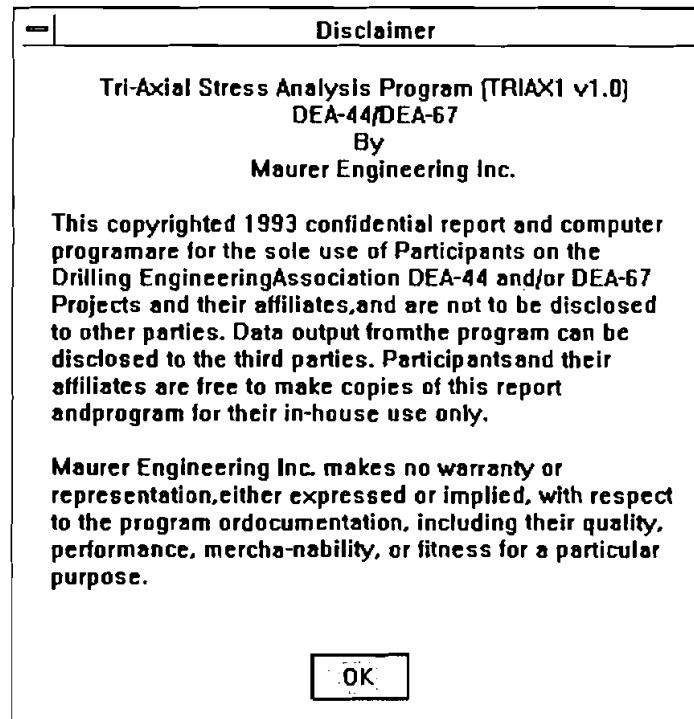 Disclaimer
Tri-Axial Stress Analysis Program (TRIAX1 v1.0)
DEA-44/DEA-67
By
Maurer Engineering Inc.
This copyrighted 1993 confidential report and computer
programare for the sole use of Participants on the
Drilling EngineeringAssociation DEA-44 and/or DEA-67
Projects and their affiliates,and are not to be disclosed
to other parties. Data output fromthe program can be
disclosed to the third parties. Participantsand their
affiliates are free to make copies of this report
andprogram for their in-house use only.
Maurer Engineering Inc. makes no warranty or
representation,either expressed or implied, with respect
to the program ordocumentation, including their quality,
performance, mercha-nability, or fitness for a particular
purpose.
OK